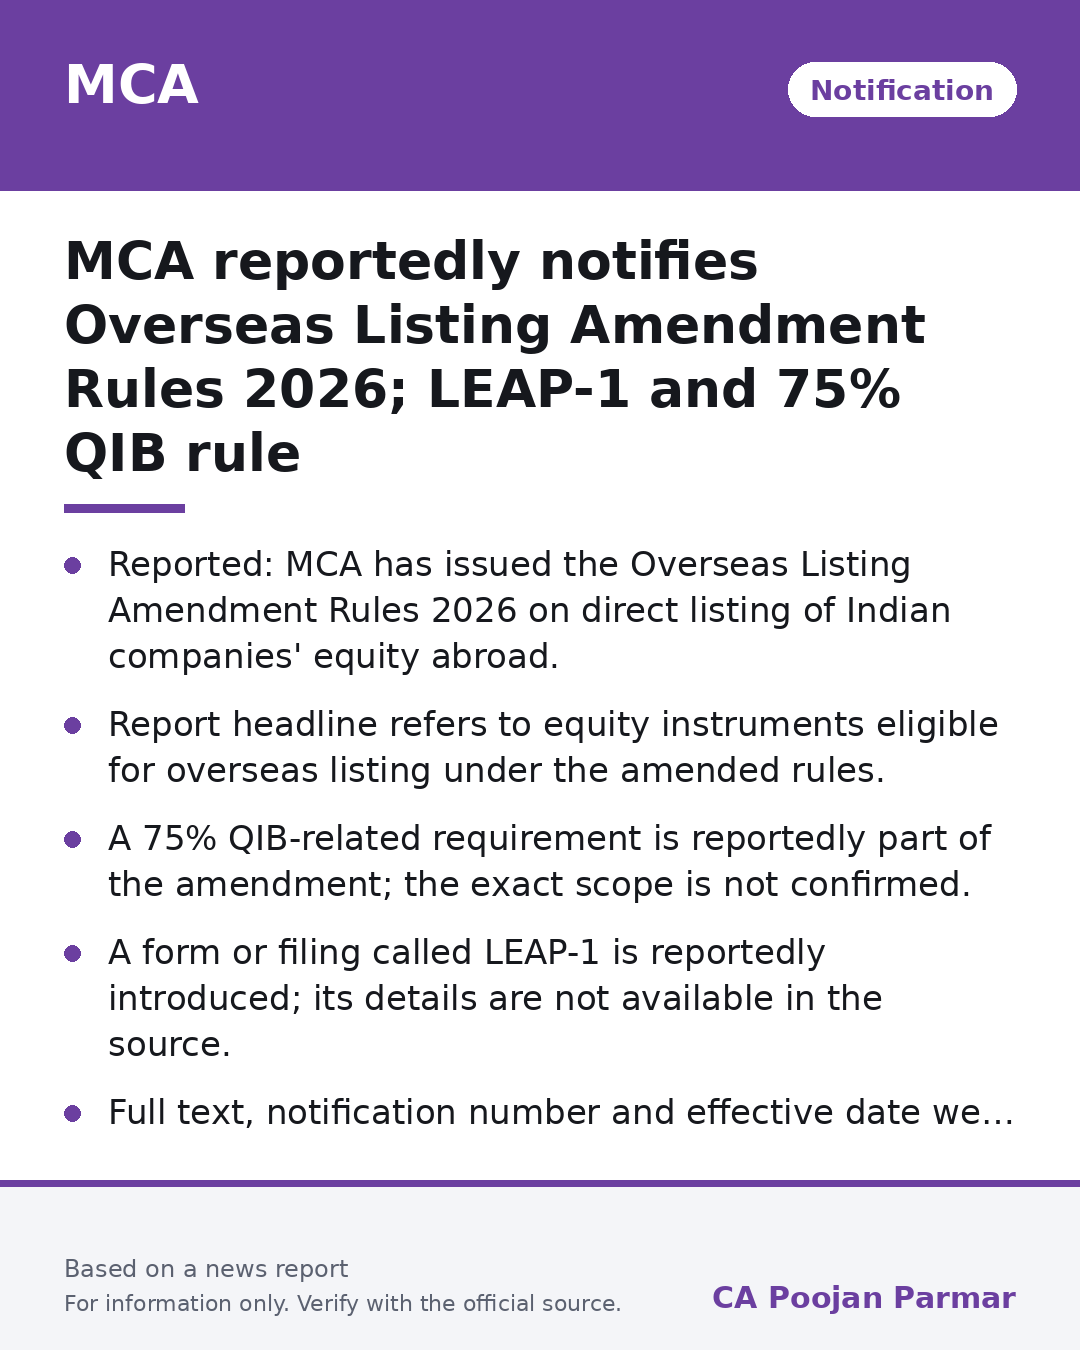 MCA
Notification
MCA reportedly notifies
Overseas Listing Amendment
Rules 2026; LEAP-1 and 75%
QIB rule
Reported: MCA has issued the Overseas Listing
Amendment Rules 2026 on direct listing of Indian
companies' equity abroad.
Report headline refers to equity instruments eligible
for overseas listing under the amended rules.
A 75% QIB-related requirement is reportedly part of
the amendment; the exact scope is not confirmed.
A form or filing called LEAP-1 is reportedly
introduced; its details are not available in the
source.
Full text, notification number and effective date we...
Based on a news report
For information only. Verify with the official source.
CA Poojan Parmar